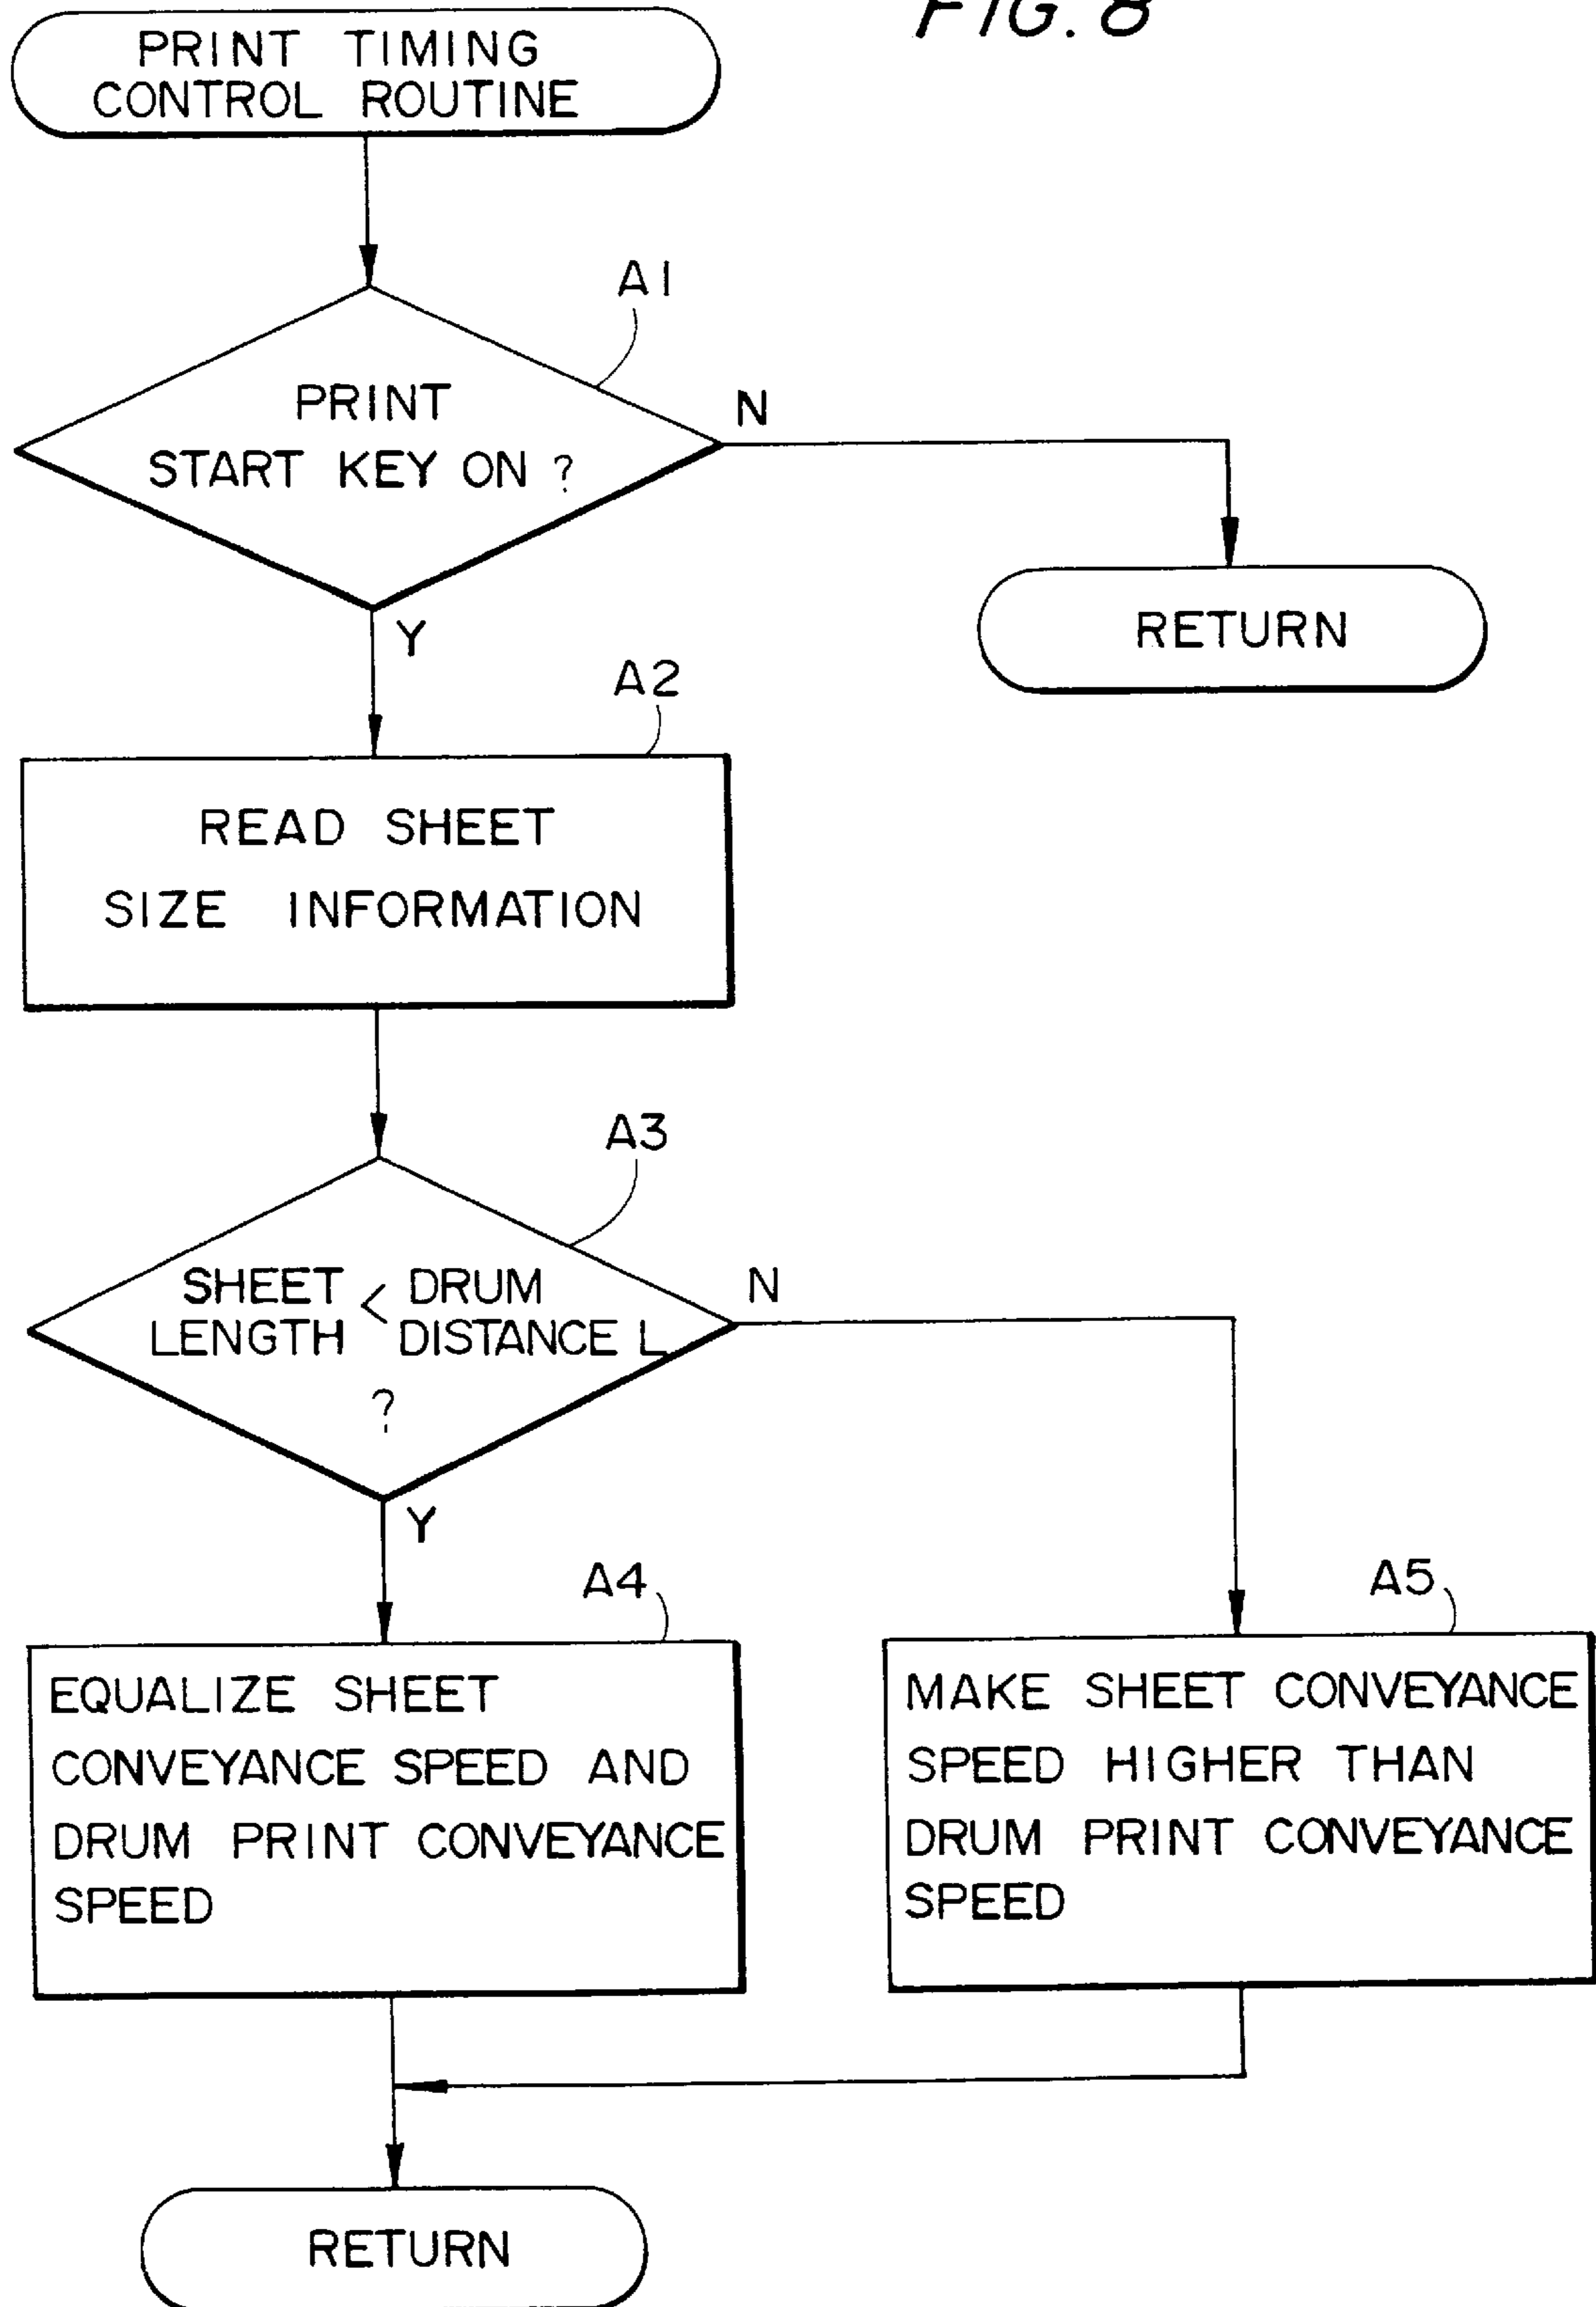 FIG. 8
PRINT TIMING
CONTROL ROUTINE
A1
PRINT
START KEY ON ?
N
Y
RETURN
A2
READ SHEET
SIZE INFORMATION
A3
SHEET < DRUM
LENGTH DISTANCE L
?
N
Y
A4
EQUALIZE SHEET
CONVEYANCE SPEED AND
DRUM PRINT CONVEYANCE
SPEED
A5
MAKE SHEET CONVEYANCE
SPEED HIGHER THAN
DRUM PRINT CONVEYANCE
SPEED
RETURN